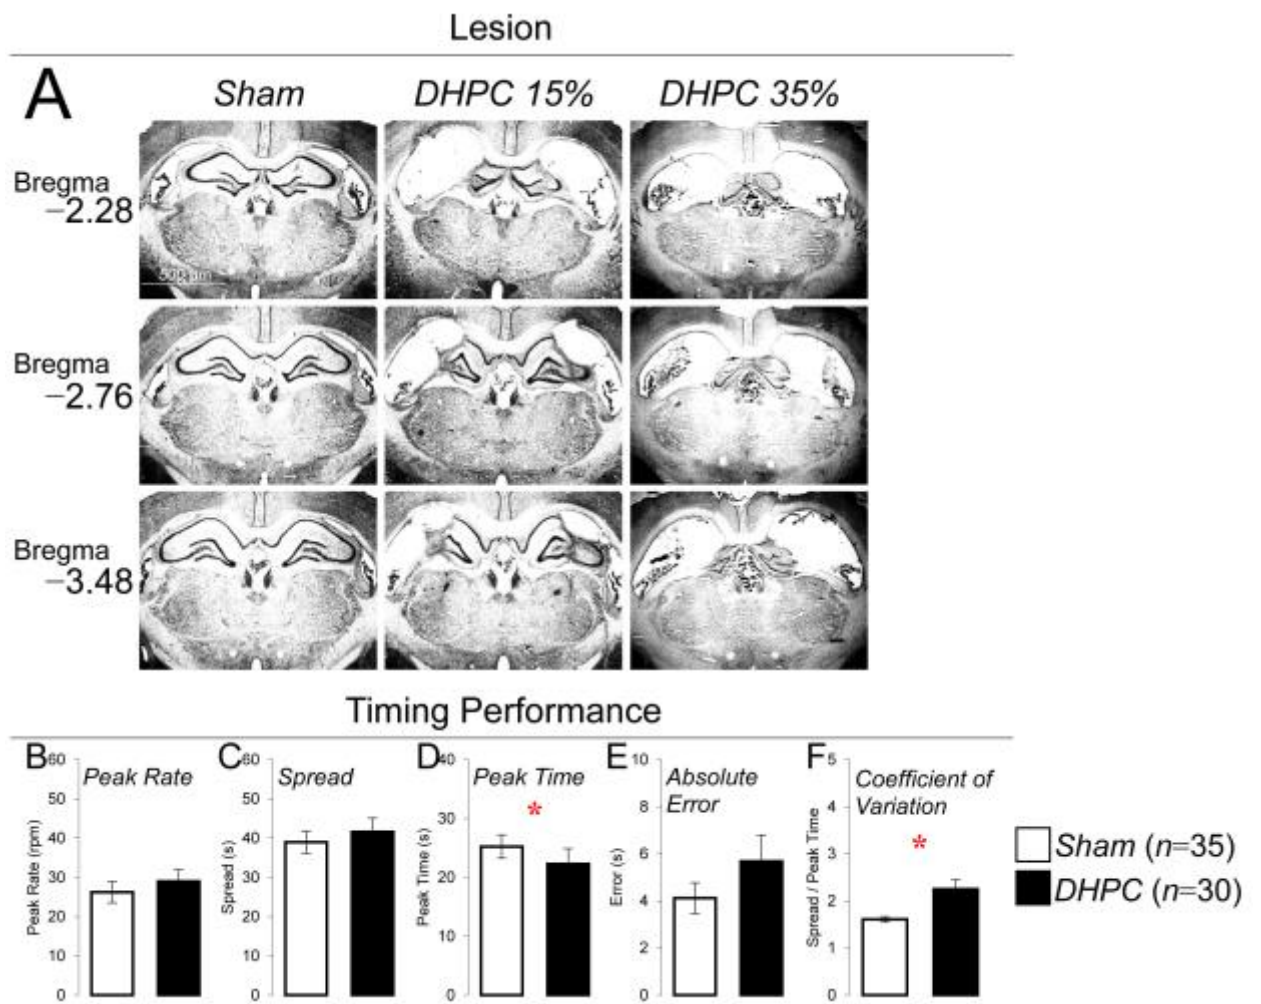 Lesion
A
Sham
DHPC 15%
DHPC 35%
Bregma
−2.28
500 µm
Bregma
−2.76
Bregma
−3.48
Timing Performance
B
Peak Rate
Peak Rate (rpm)
60
50
40
30
20
10
0
C
Spread
Spread (s)
60
50
40
30
20
10
0
D
Peak Time
*
Peak Time (s)
40
30
20
10
0
E
Absolute
Error
Error (s)
10
8
6
4
2
0
F
Coefficient of
Variation
*
Spread / Peak Time
5
4
3
2
1
0
Sham (n=35)
DHPC (n=30)